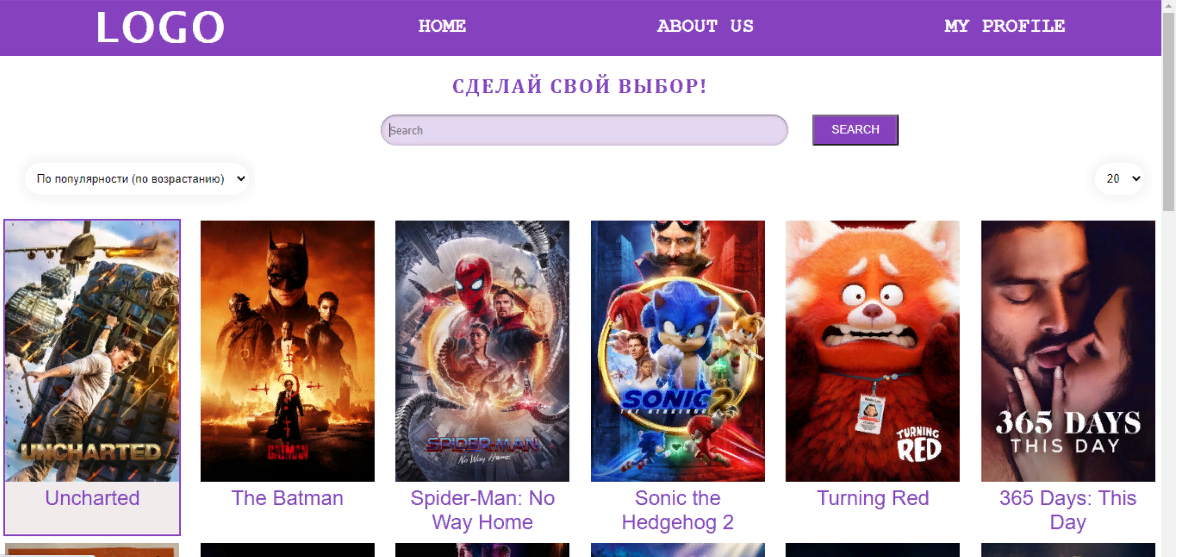 LOGO HOME ABOUT US MY PROFILE
СДЕЛАЙ СВОЙ ВЫБОР!
Search SEARCH
По популярности (по возрастанию) 20
UNCHARTED
THE BATMAN
SPIDER-MAN
No Way Home
SONIC 2
THE HEDGEHOG
TURNING
RED
365 DAYS
THIS DAY
Uncharted
The Batman
Spider-Man: No
Way Home
Sonic the
Hedgehog 2
Turning Red
365 Days: This
Day